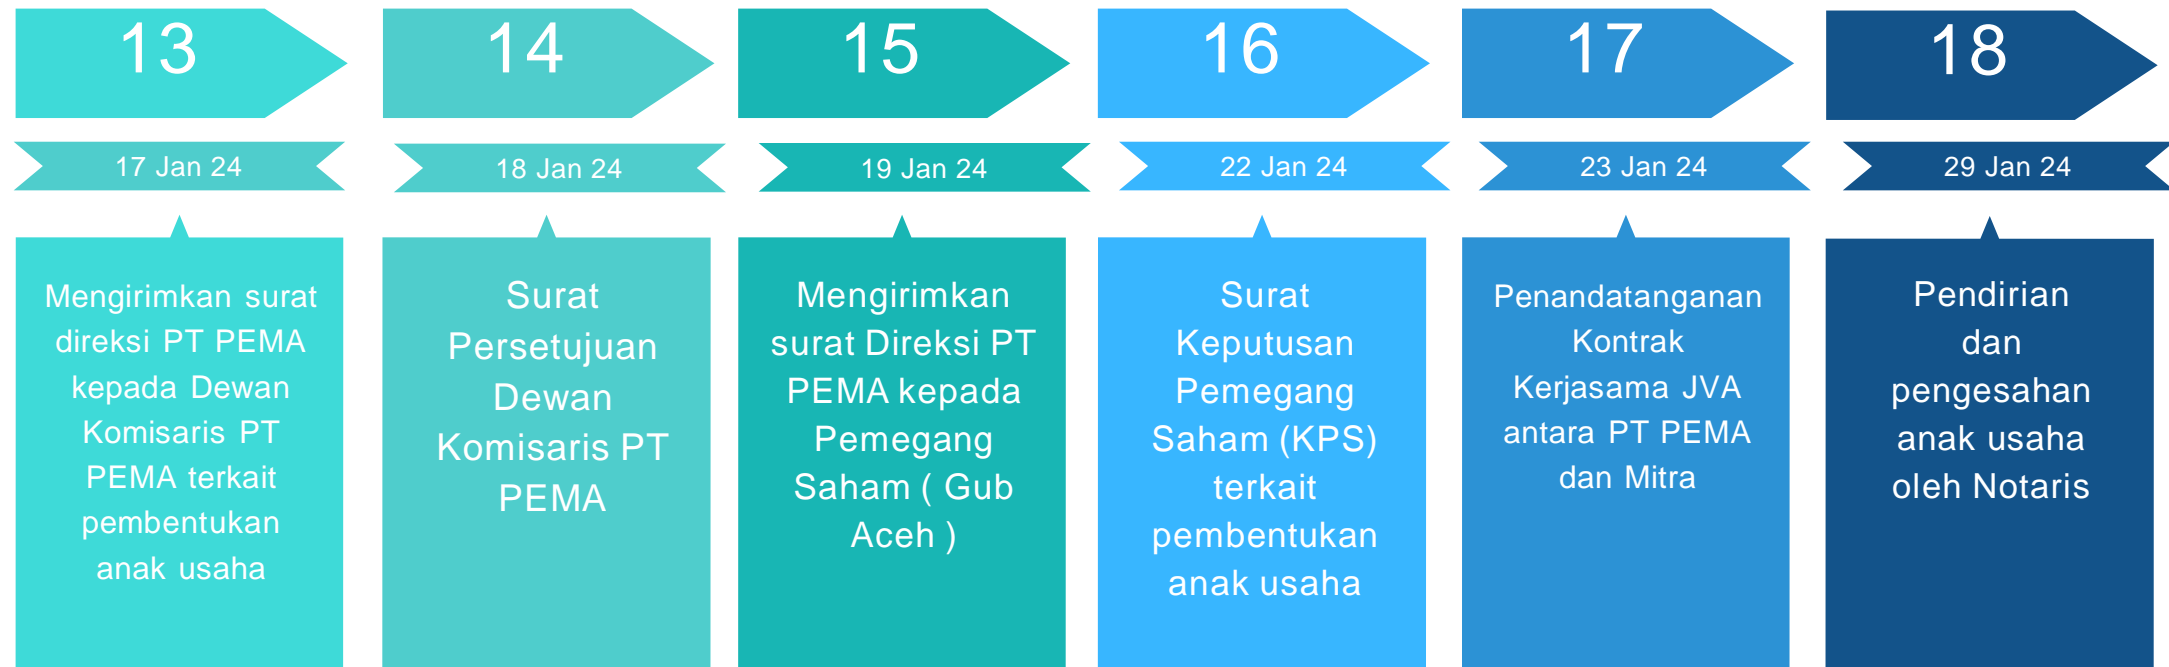 13
17 Jan 24
Mengirimkan surat
direksi PT PEMA
kepada Dewan
Komisaris PT
PEMA terkait
pembentukan
anak usaha
14
18 Jan 24
Surat
Persetujuan
Dewan
Komisaris PT
PEMA
15
19 Jan 24
Mengirimkan
surat Direksi PT
PEMA kepada
Pemegang
Saham ( Gub
Aceh )
16
22 Jan 24
Surat
Keputusan
Pemegang
Saham (KPS)
terkait
pembentukan
anak usaha
17
23 Jan 24
Penandatanganan
Kontrak
Kerjasama JVA
antara PT PEMA
dan Mitra
18
29 Jan 24
Pendirian
dan
pengesahan
anak usaha
oleh Notaris